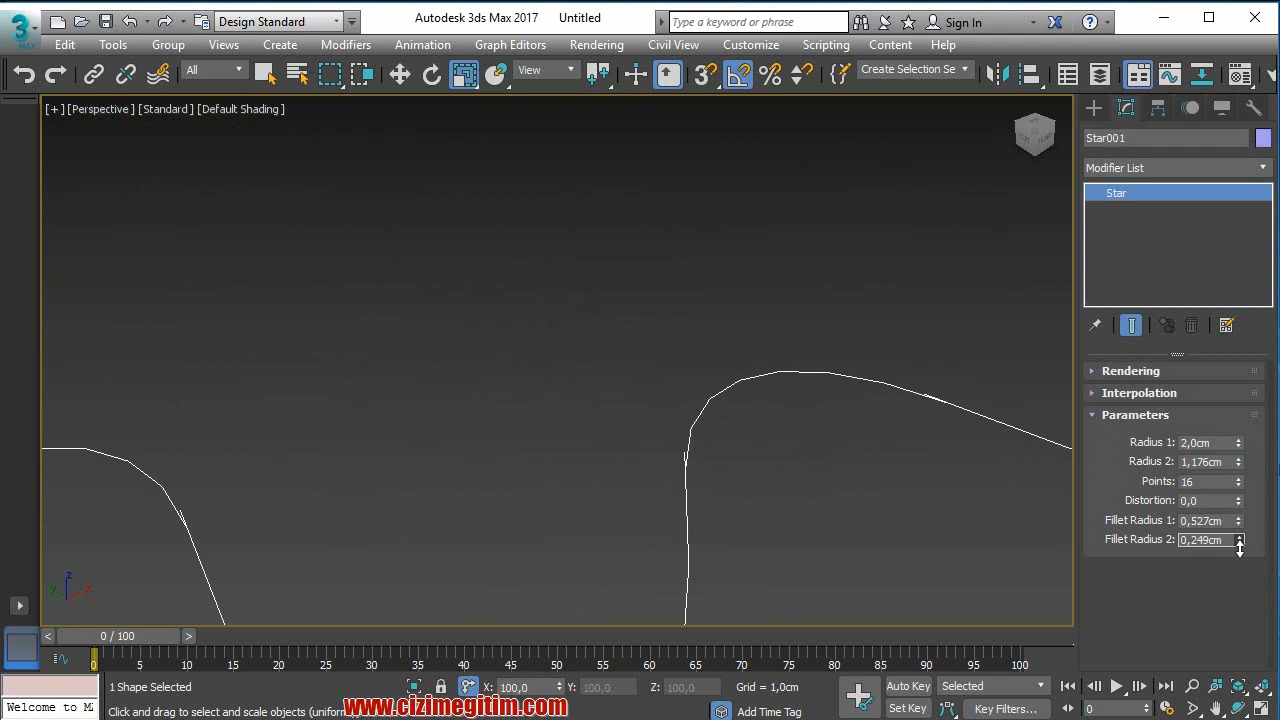 3
MAX
Design Standard
Autodesk 3ds Max 2017 Untitled
Type a keyword or phrase
Sign In
Edit Tools Group Views Create Modifiers Animation Graph Editors Rendering Civil View Customize Scripting Content Help
All
View
3
Create Selection Se
[+] [Perspective ] [Standard ] [Default Shading ]
Star001
Modifier List
Star
Rendering
Interpolation
Parameters
Radius 1: 2,0cm
Radius 2: 1,176cm
Points: 16
Distortion: 0,0
Fillet Radius 1: 0,527cm
Fillet Radius 2: 0,249cm
z
y
x
< 0 / 100 >
0 5 10 15 20 25 30 35 40 45 50 55 60 65 70 75 80 85 90 95 100
1 Shape Selected
X: 100,0 Y: 100,0 Z: 100,0 Grid = 1,0cm
Auto Key Selected
Welcome to M
Click and drag to select and scale objects (uniform
www.cizimegitim.com
Add Time Tag
Set Key Key Filters...
0